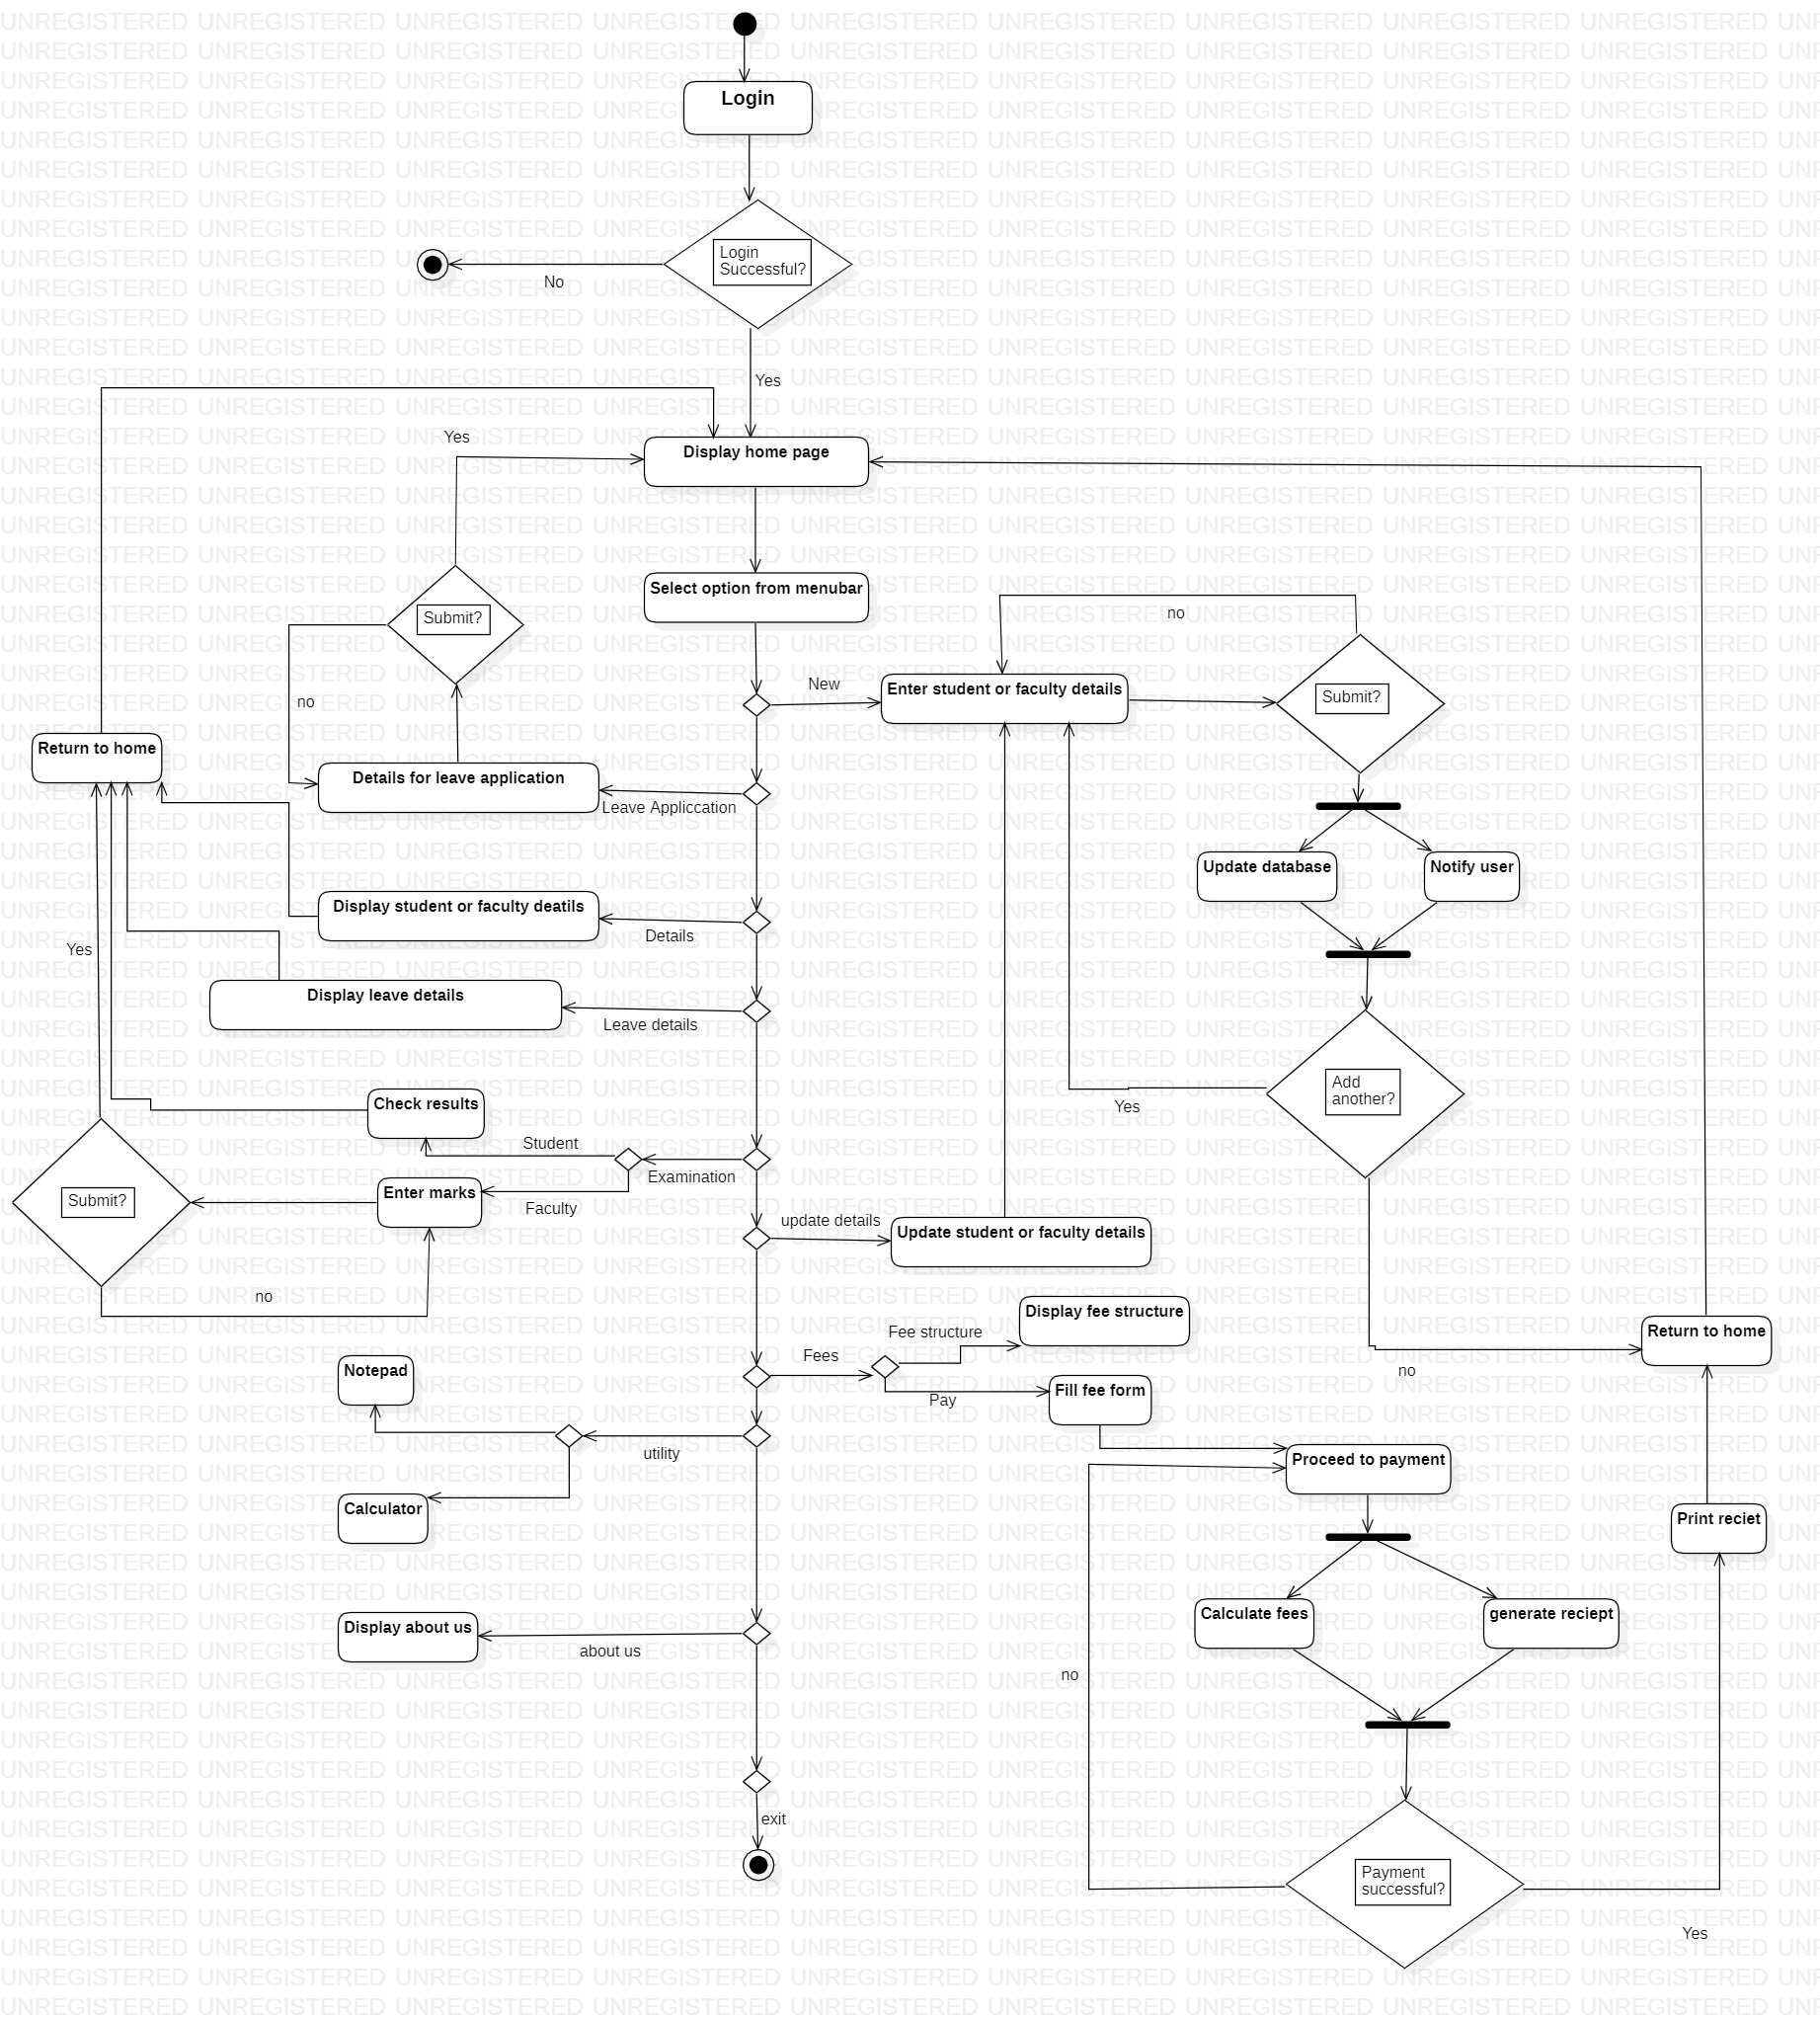 Login
Login
Successful?
No
Yes
Yes
Display home page
Select option from menubar
Submit?
no
no
New
Enter student or faculty details
Submit?
Return to home
Details for leave application
Leave Appliccation
Update database
Notify user
Display student or faculty deatils
Details
Yes
Display leave details
Leave details
Add
another?
Yes
Check results
Student
Examination
Submit?
Enter marks
Faculty
update details
Update student or faculty details
no
Display fee structure
Fee structure
Return to home
Fees
no
Notepad
Pay
Fill fee form
utility
Proceed to payment
Calculator
Print reciet
Calculate fees
generate reciept
Display about us
about us
no
exit
Payment
successful?
Yes
UNREGISTERED